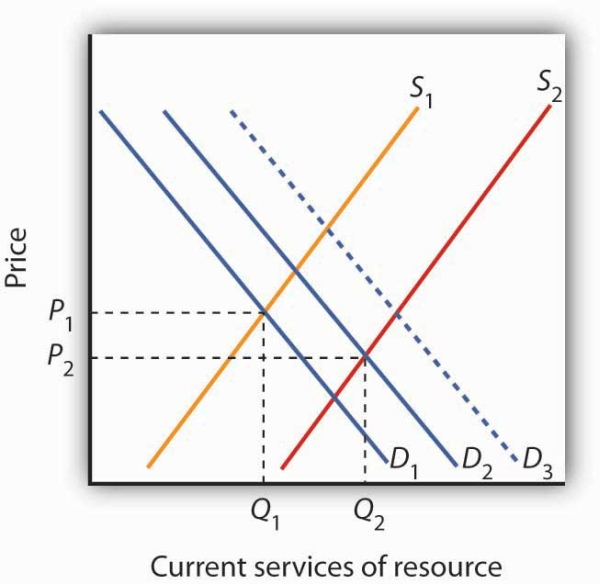 S1
S2
Price
P1
P2
D1
D2
D3
Q1
Q2
Current services of resource